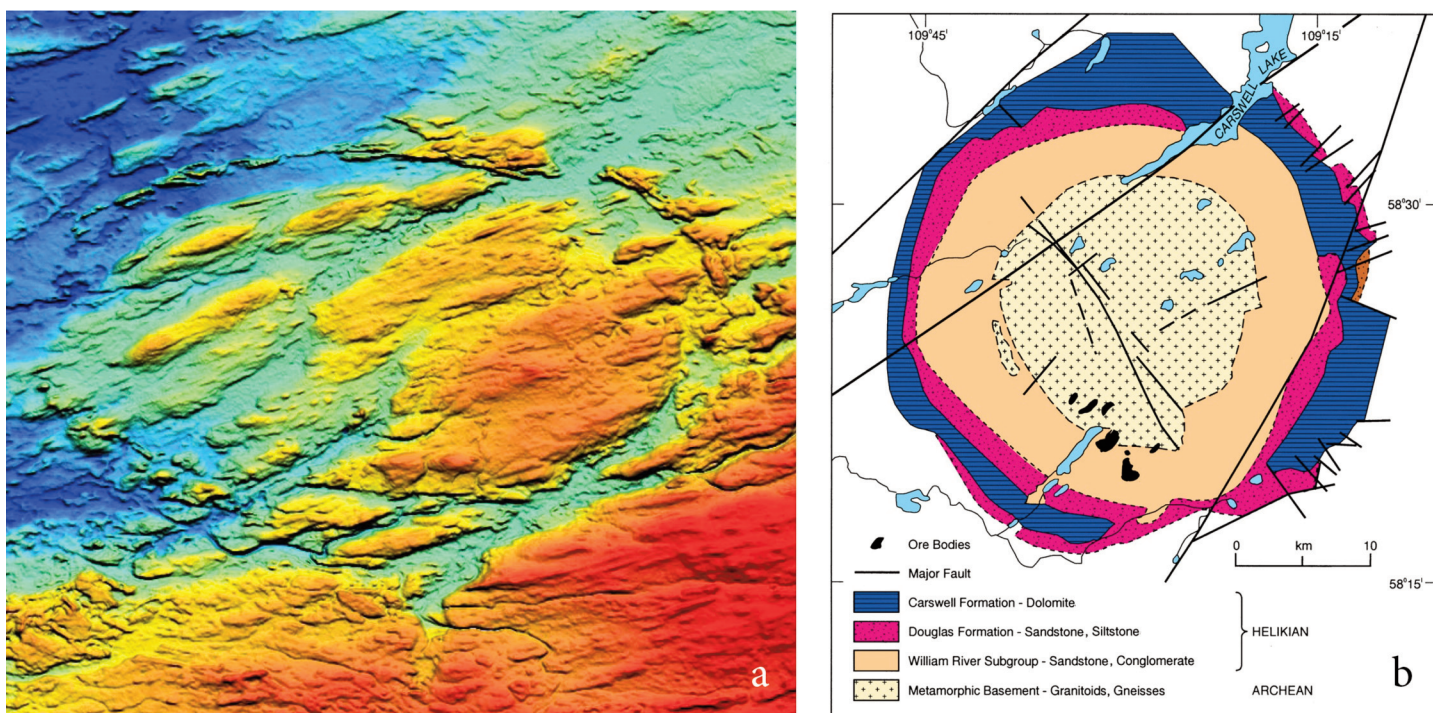 a
109°45'
109°15'
CARSWELL LAKE
58°30'
Ore Bodies
0 km 10
Major Fault
58°15'
Carswell Formation - Dolomite
Douglas Formation - Sandstone, Siltstone
HELIKIAN
William River Subgroup - Sandstone, Conglomerate
Metamorphic Basement - Granitoids, Gneisses
ARCHEAN
b